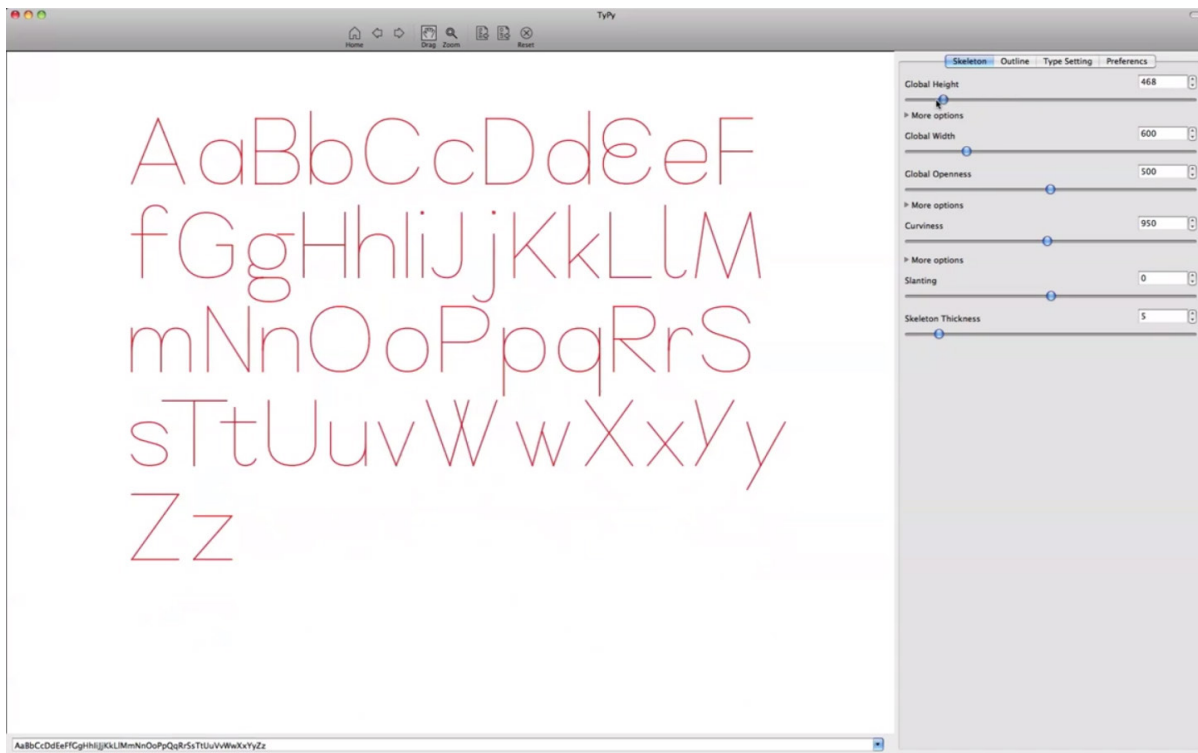 TyPy
Home Drag Zoom Reset
Skeleton Outline Type Setting Preferencs
Global Height 468
More options
Global Width 600
Global Openness 500
More options
Curviness 950
More options
Slanting 0
Skeleton Thickness 5
AaBbCcDdEeF
fGgHhIiJjKkLlM
mNnOoPpqRrS
sTtUuvWwXxYy
Zz
AaBbCcDdEeFfGgHhIiJjKkLlMmNnOoPpQqRrSsTtUuVvWwXxYyZz